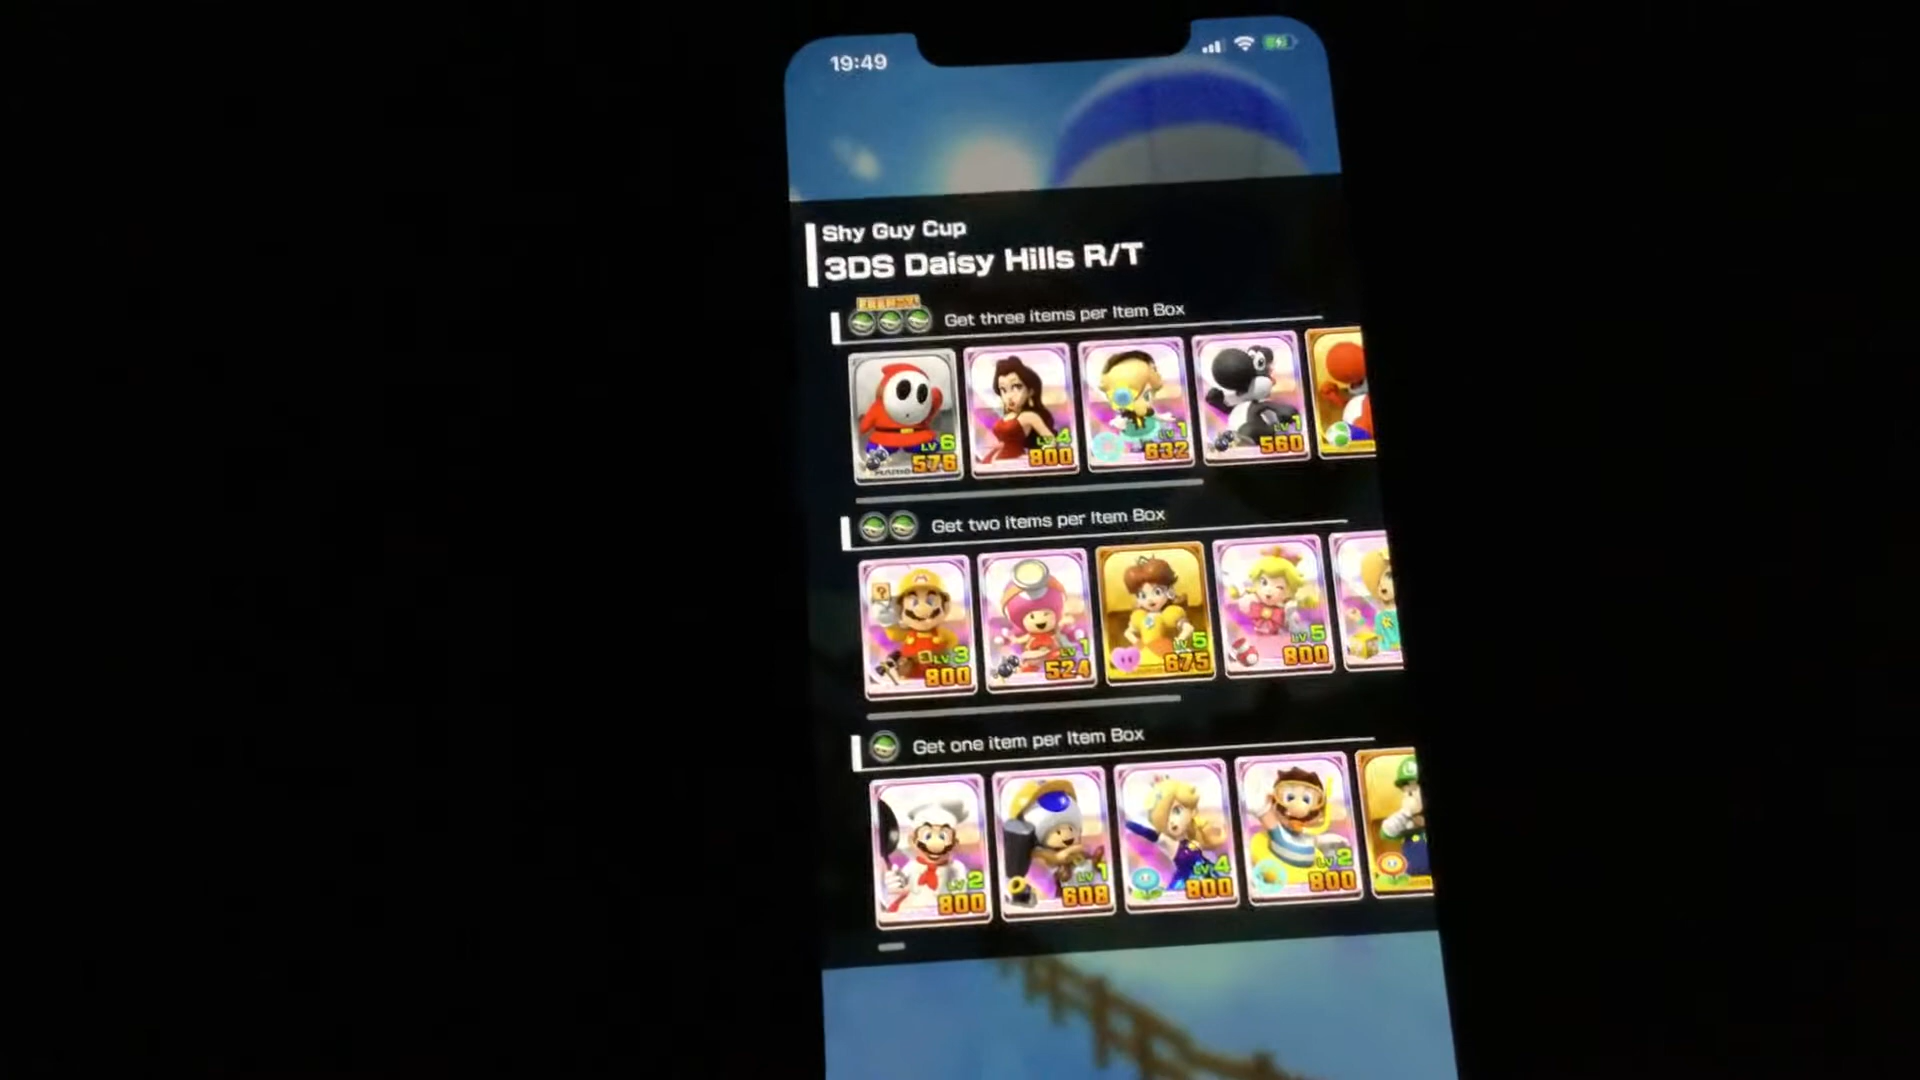 19:49
Shy Guy Cup
3DS Daisy Hills R/T
Get three items per Item Box
LV 6 LV 4 LV 1 LV 1
576 800 632 560
Get two items per Item Box
LV 3 LV 1 LV 5 LV 5
800 524 675 800
Get one item per Item Box
LV 2 LV 1 LV 4 LV 2
800 608 800 800